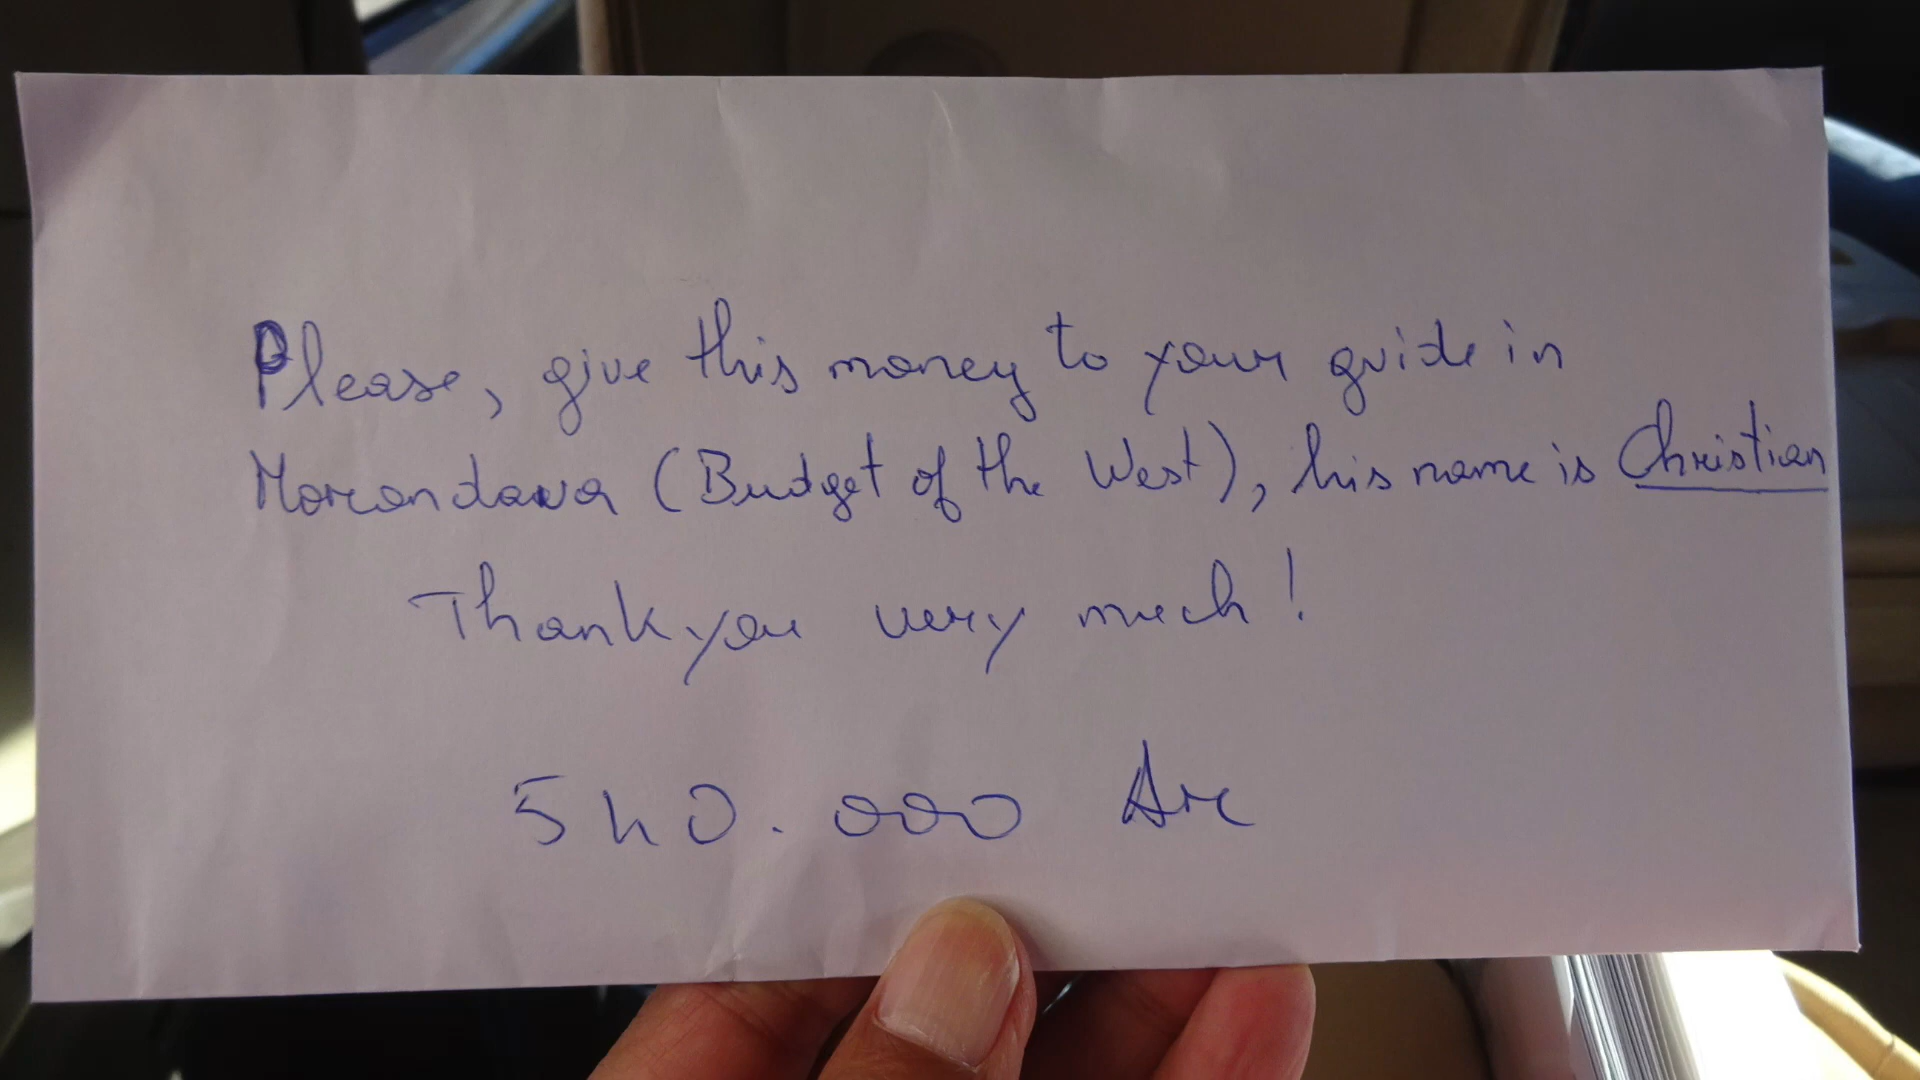 Please, give this money to your guide in
Morondava (Budget of the West), his name is Christian
Thank you very much!
540.000 Ar